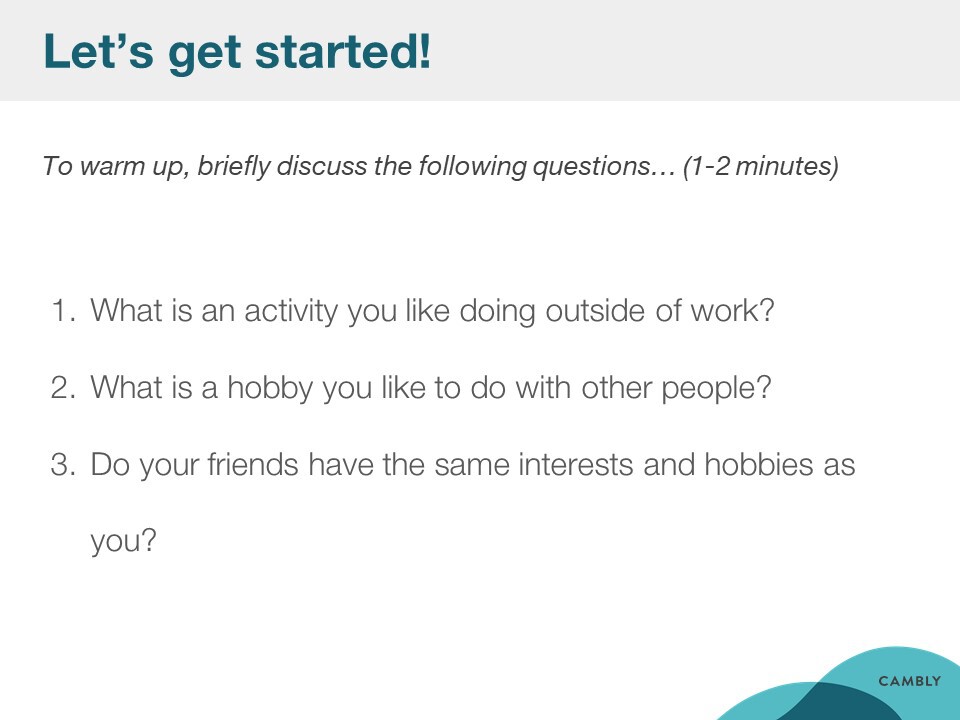 Let’s get started!
To warm up, briefly discuss the following questions… (1-2 minutes)
1. What is an activity you like doing outside of work?
2. What is a hobby you like to do with other people?
3. Do your friends have the same interests and hobbies as
you?
CAMBLY